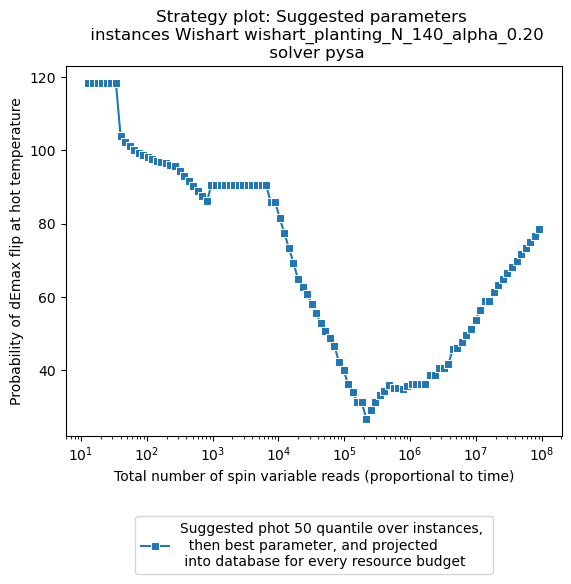 Strategy plot: Suggested parameters
instances Wishart wishart_planting_N_140_alpha_0.20
solver pysa
120
100
80
60
40
Probability of dEmax flip at hot temperature
10¹ 10² 10³ 10⁴ 10⁵ 10⁶ 10⁷ 10⁸
Total number of spin variable reads (proportional to time)
Suggested phot 50 quantile over instances,
then best parameter, and projected
into database for every resource budget